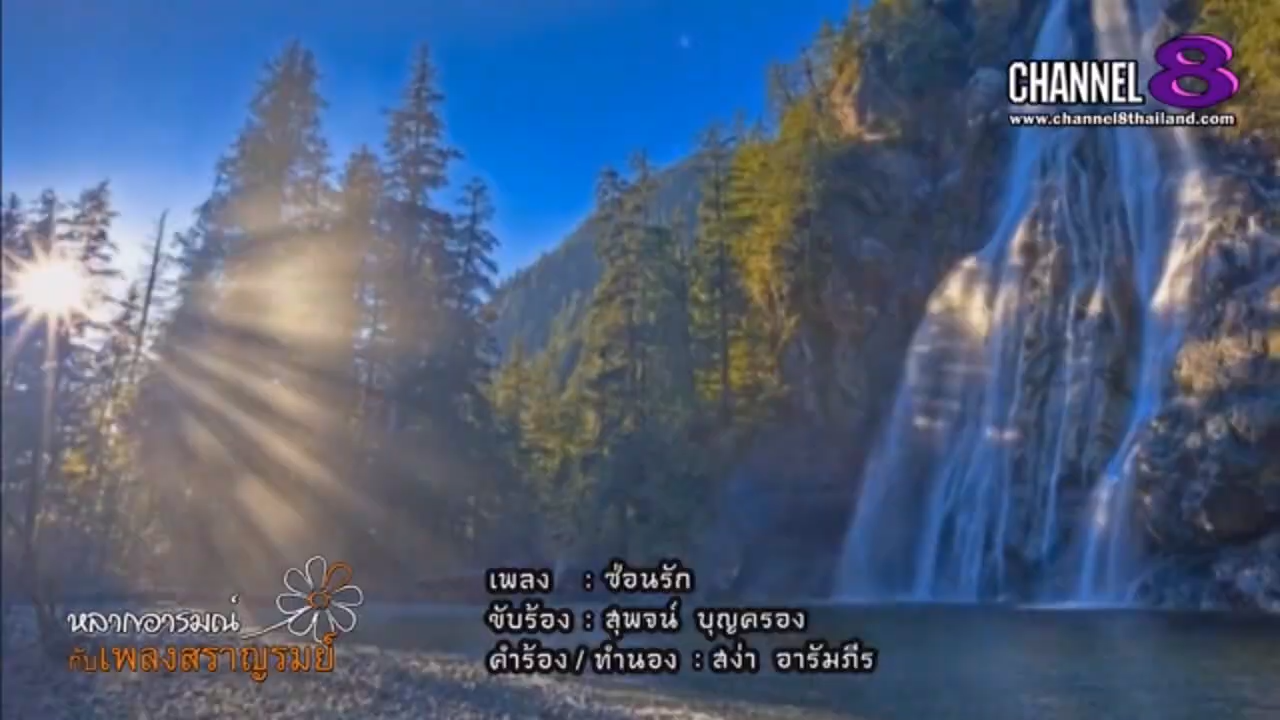 CHANNEL 8
www.channel8thailand.com
เพลง : ซ่อนรัก
ขับร้อง : สุพจน์ บุญครอง
คำร้อง / ทำนอง : สง่า อารัมภีร
หลากอารมณ์
กับเพลงสราญรมย์